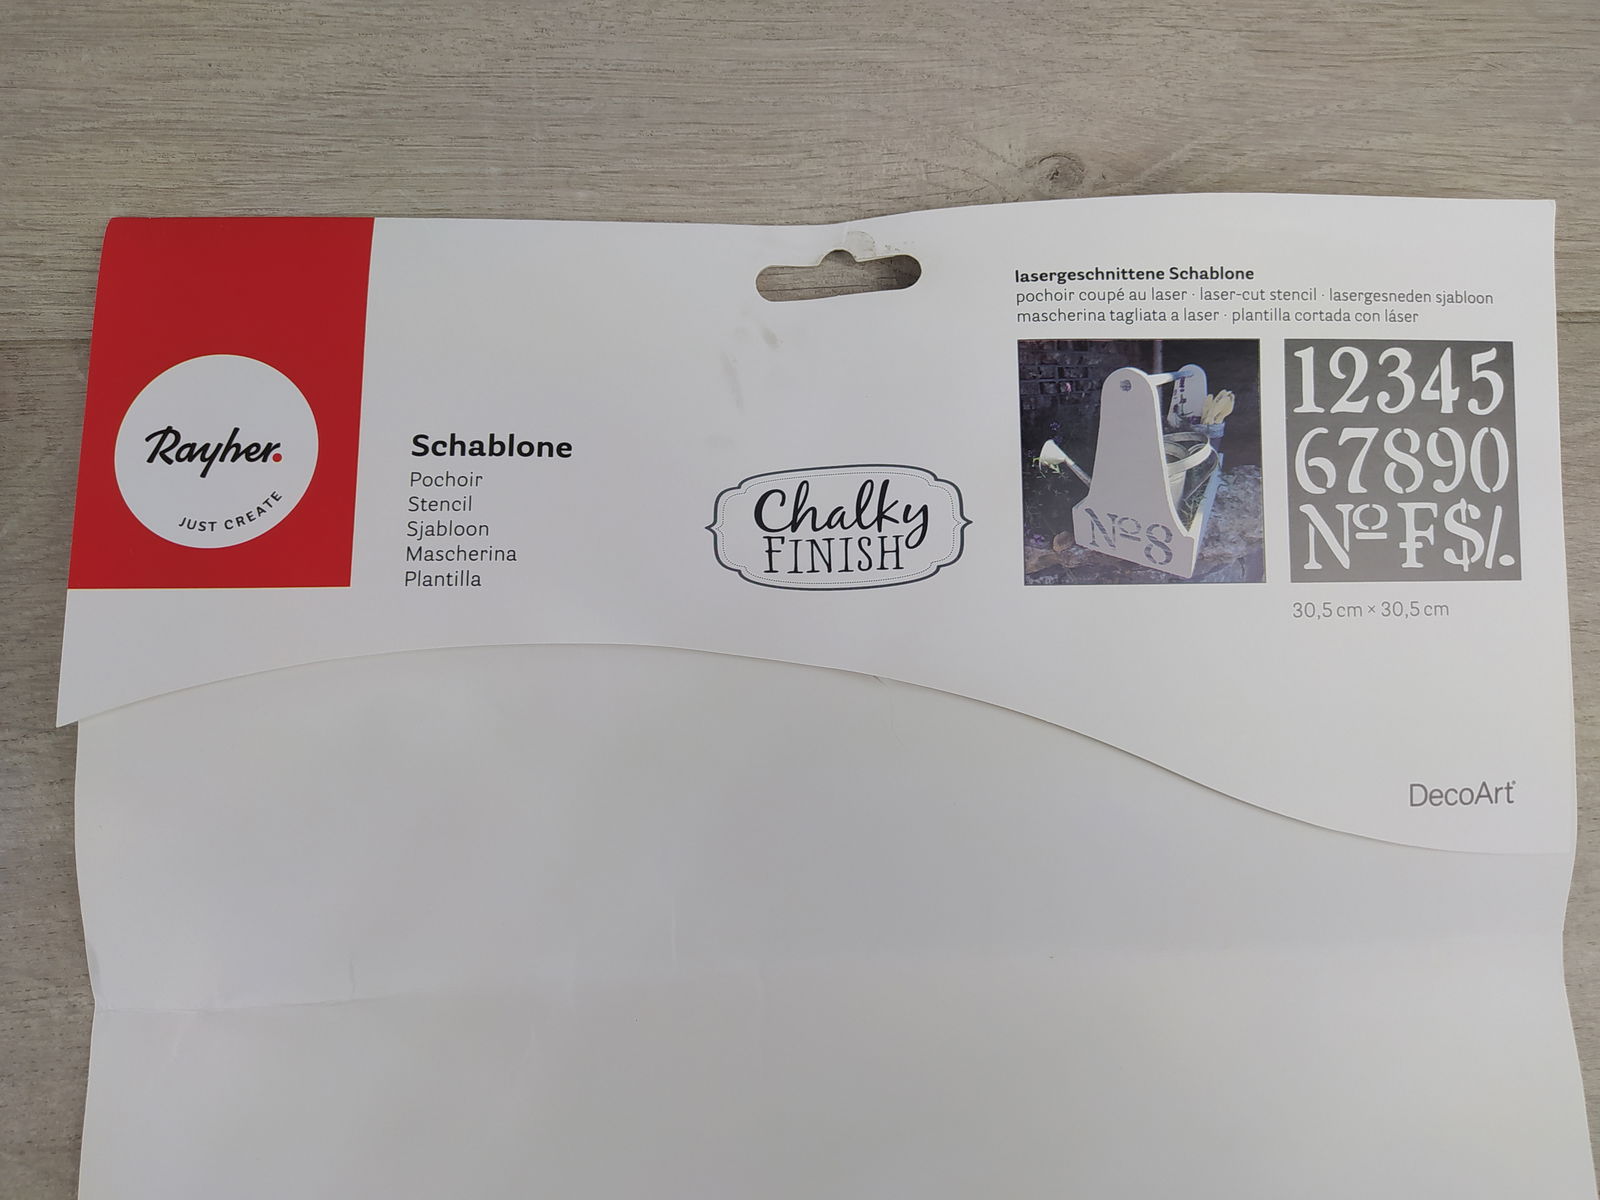 Rayher.
JUST CREATE
Schablone
Pochoir
Stencil
Sjabloon
Mascherina
Plantilla
Chalky
FINISH
lasergeschnittene Schablone
pochoir coupé au laser · laser-cut stencil · lasergesneden sjabloon
mascherina tagliata a laser · plantilla cortada con láser
Nº8
12345
67890
Nº F$/.
30,5 cm × 30,5 cm
DecoArt®